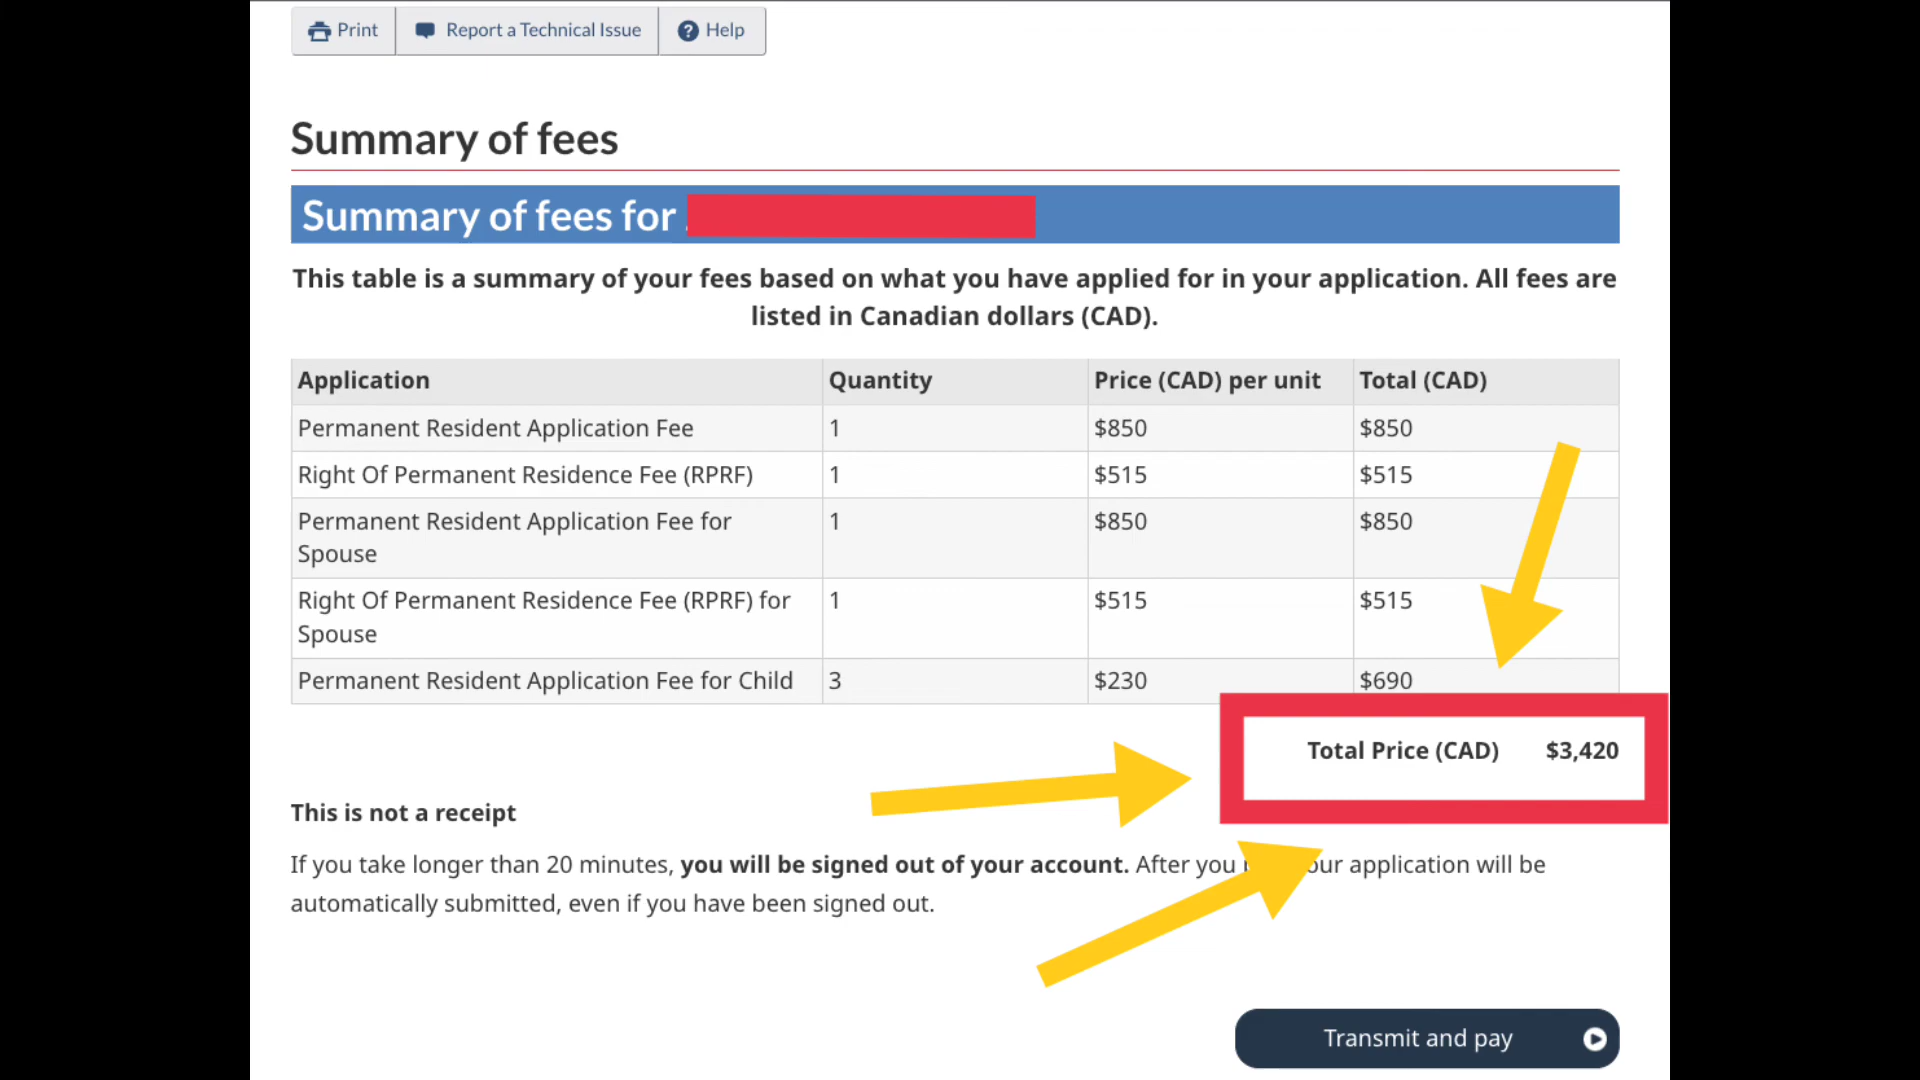 Print Report a Technical Issue Help
Summary of fees
Summary of fees for
This table is a summary of your fees based on what you have applied for in your application. All fees are
listed in Canadian dollars (CAD).
Application Quantity Price (CAD) per unit Total (CAD)
Permanent Resident Application Fee 1 $850 $850
Right Of Permanent Residence Fee (RPRF) 1 $515 $515
Permanent Resident Application Fee for 1 $850 $850
Spouse
Right Of Permanent Residence Fee (RPRF) for 1 $515 $515
Spouse
Permanent Resident Application Fee for Child 3 $230 $690
Total Price (CAD) $3,420
This is not a receipt
If you take longer than 20 minutes, you will be signed out of your account. After you application will be
automatically submitted, even if you have been signed out.
Transmit and pay